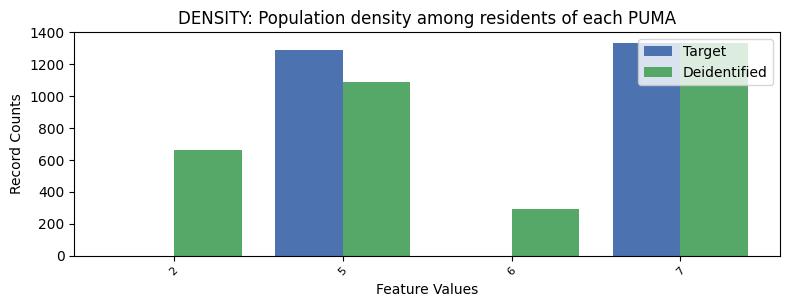 DENSITY: Population density among residents of each PUMA
Target
Deidentified
1400
1200
1000
800
600
400
200
0
Record Counts
2
5
6
7
Feature Values